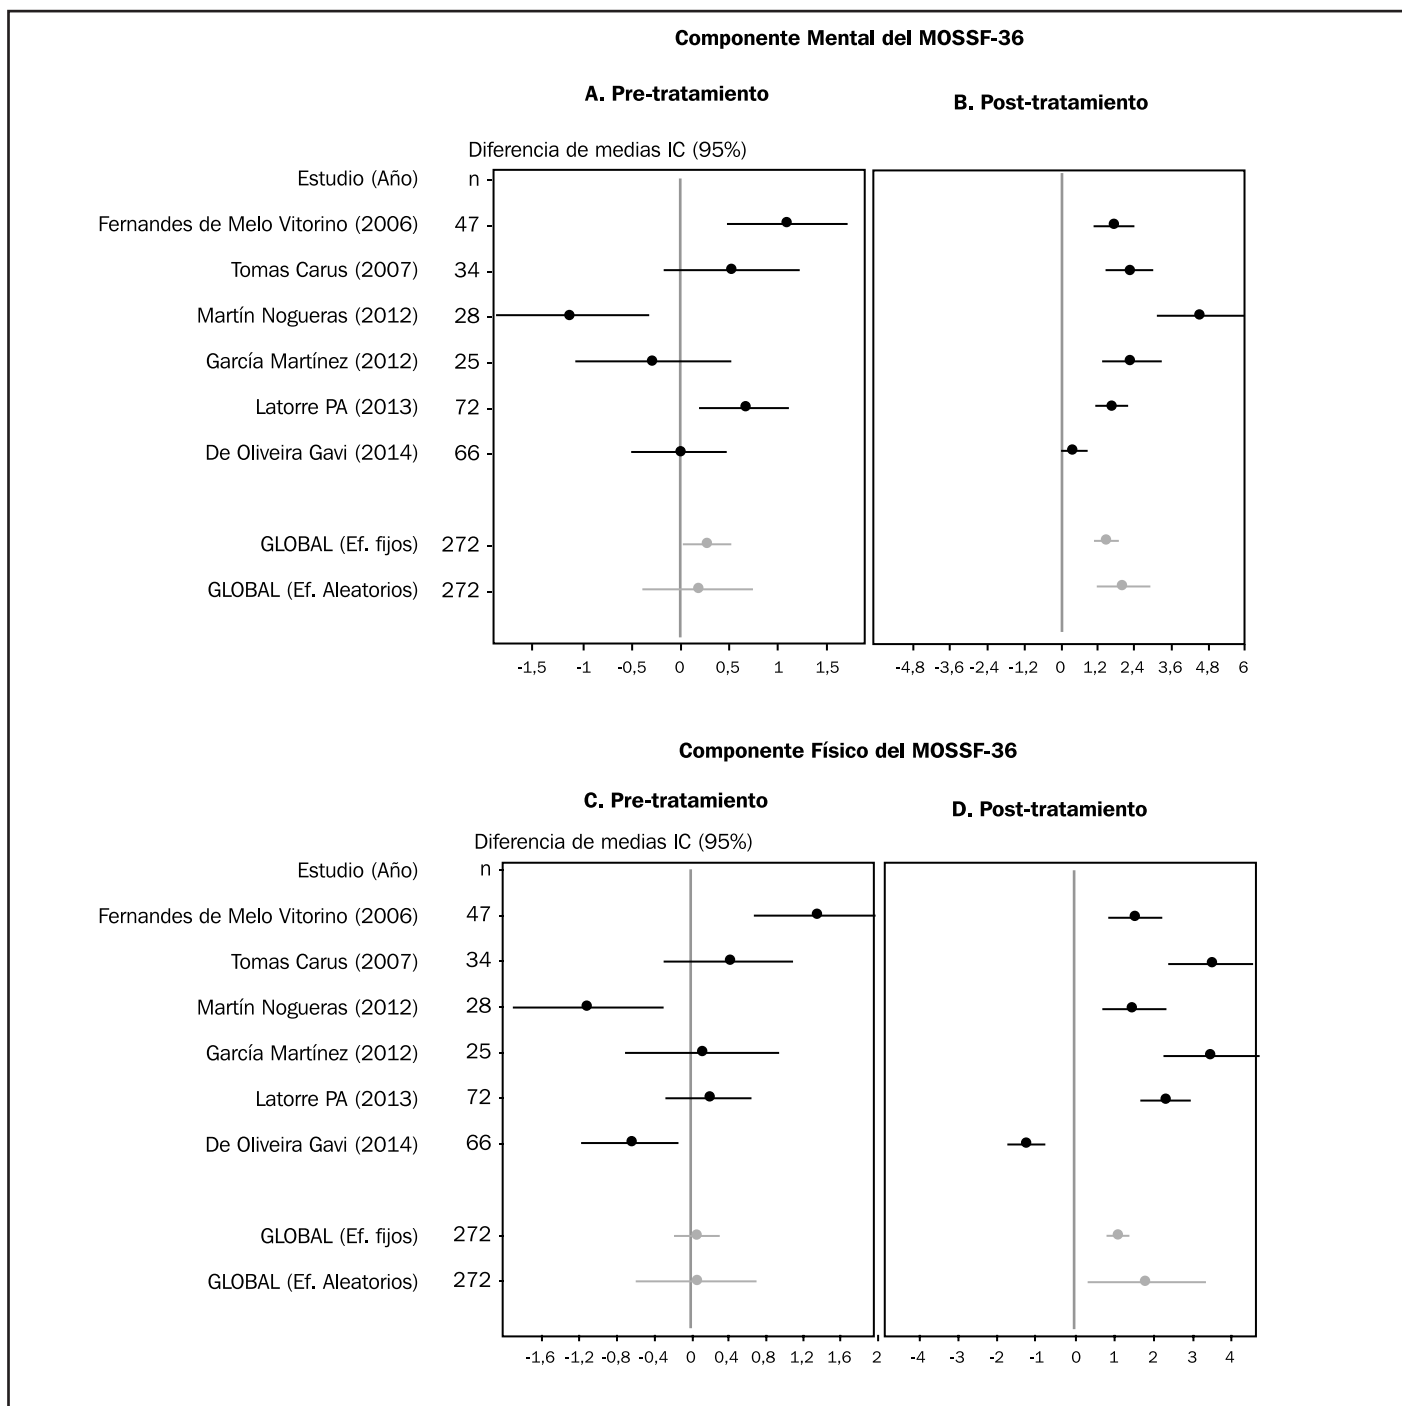 Componente Mental del MOSSF-36
A. Pre-tratamiento
B. Post-tratamiento
Diferencia de medias IC (95%)
Estudio (Año) n
Fernandes de Melo Vitorino (2006) 47
Tomas Carus (2007) 34
Martín Nogueras (2012) 28
García Martínez (2012) 25
Latorre PA (2013) 72
De Oliveira Gavi (2014) 66
GLOBAL (Ef. fijos) 272
GLOBAL (Ef. Aleatorios) 272
-1,5 -1 -0,5 0 0,5 1 1,5
-4,8 -3,6 -2,4 -1,2 0 1,2 2,4 3,6 4,8 6
Componente Físico del MOSSF-36
C. Pre-tratamiento
D. Post-tratamiento
Diferencia de medias IC (95%)
Estudio (Año) n
Fernandes de Melo Vitorino (2006) 47
Tomas Carus (2007) 34
Martín Nogueras (2012) 28
García Martínez (2012) 25
Latorre PA (2013) 72
De Oliveira Gavi (2014) 66
GLOBAL (Ef. fijos) 272
GLOBAL (Ef. Aleatorios) 272
-1,6 -1,2 -0,8 -0,4 0 0,4 0,8 1,2 1,6 2
-4 -3 -2 -1 0 1 2 3 4